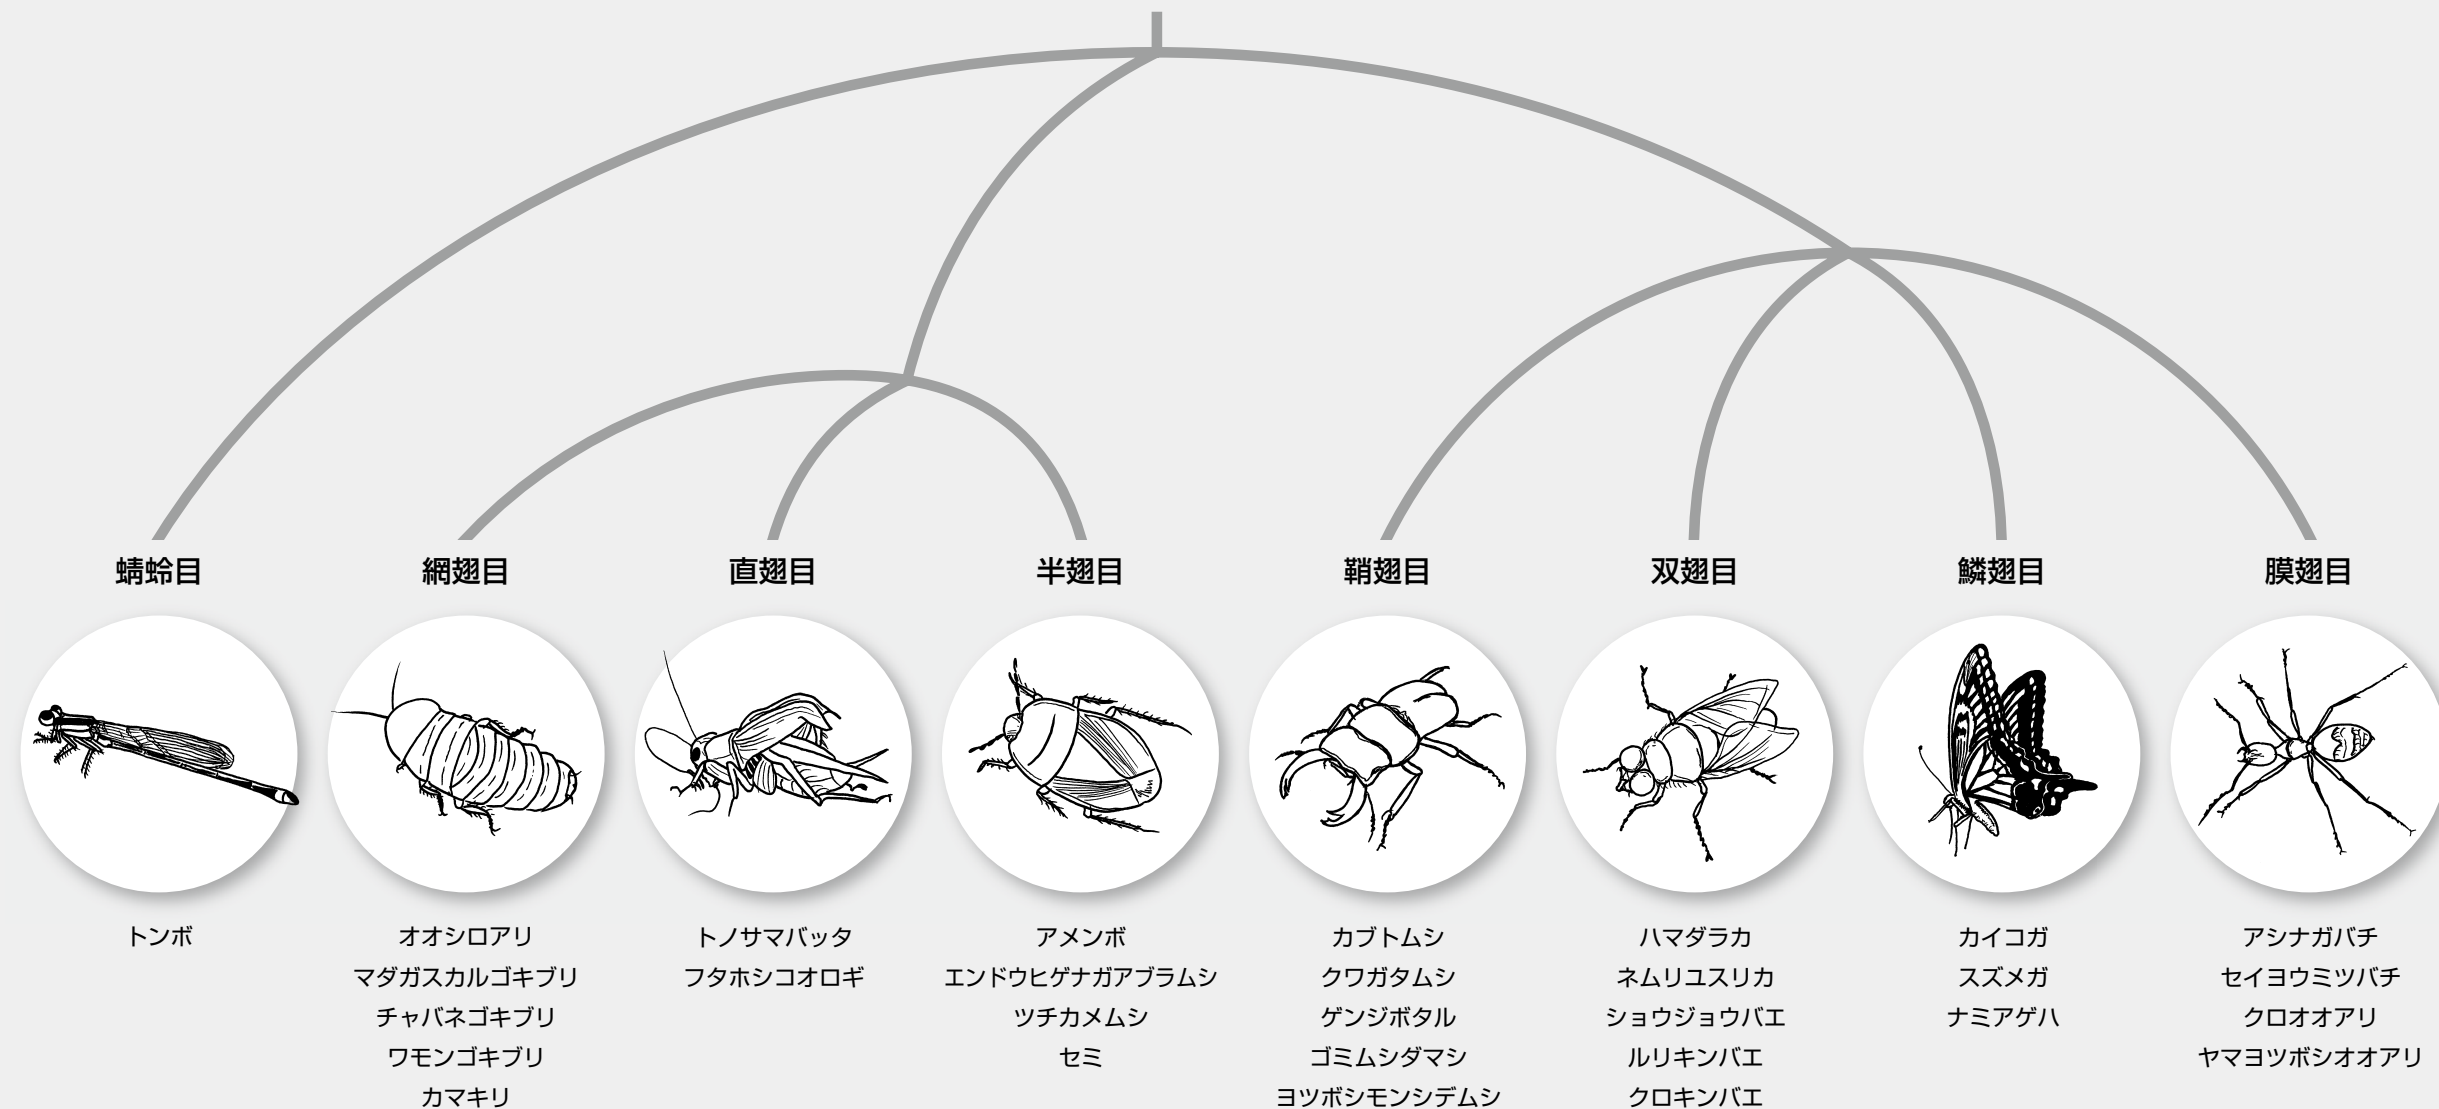 蜻蛉目
網翅目
直翅目
半翅目
鞘翅目
双翅目
鱗翅目
膜翅目
トンボ
オオシロアリ
マダガスカルゴキブリ
チャバネゴキブリ
ワモンゴキブリ
カマキリ
トノサマバッタ
フタホシコオロギ
アメンボ
エンドウヒゲナガアブラムシ
ツチカメムシ
セミ
カブトムシ
クワガタムシ
ゲンジボタル
ゴミムシダマシ
ヨツボシモンシデムシ
ハマダラカ
ネムリユスリカ
ショウジョウバエ
ルリキンバエ
クロキンバエ
カイコガ
スズメガ
ナミアゲハ
アシナガバチ
セイヨウミツバチ
クロオオアリ
ヤマヨツボシオオアリ